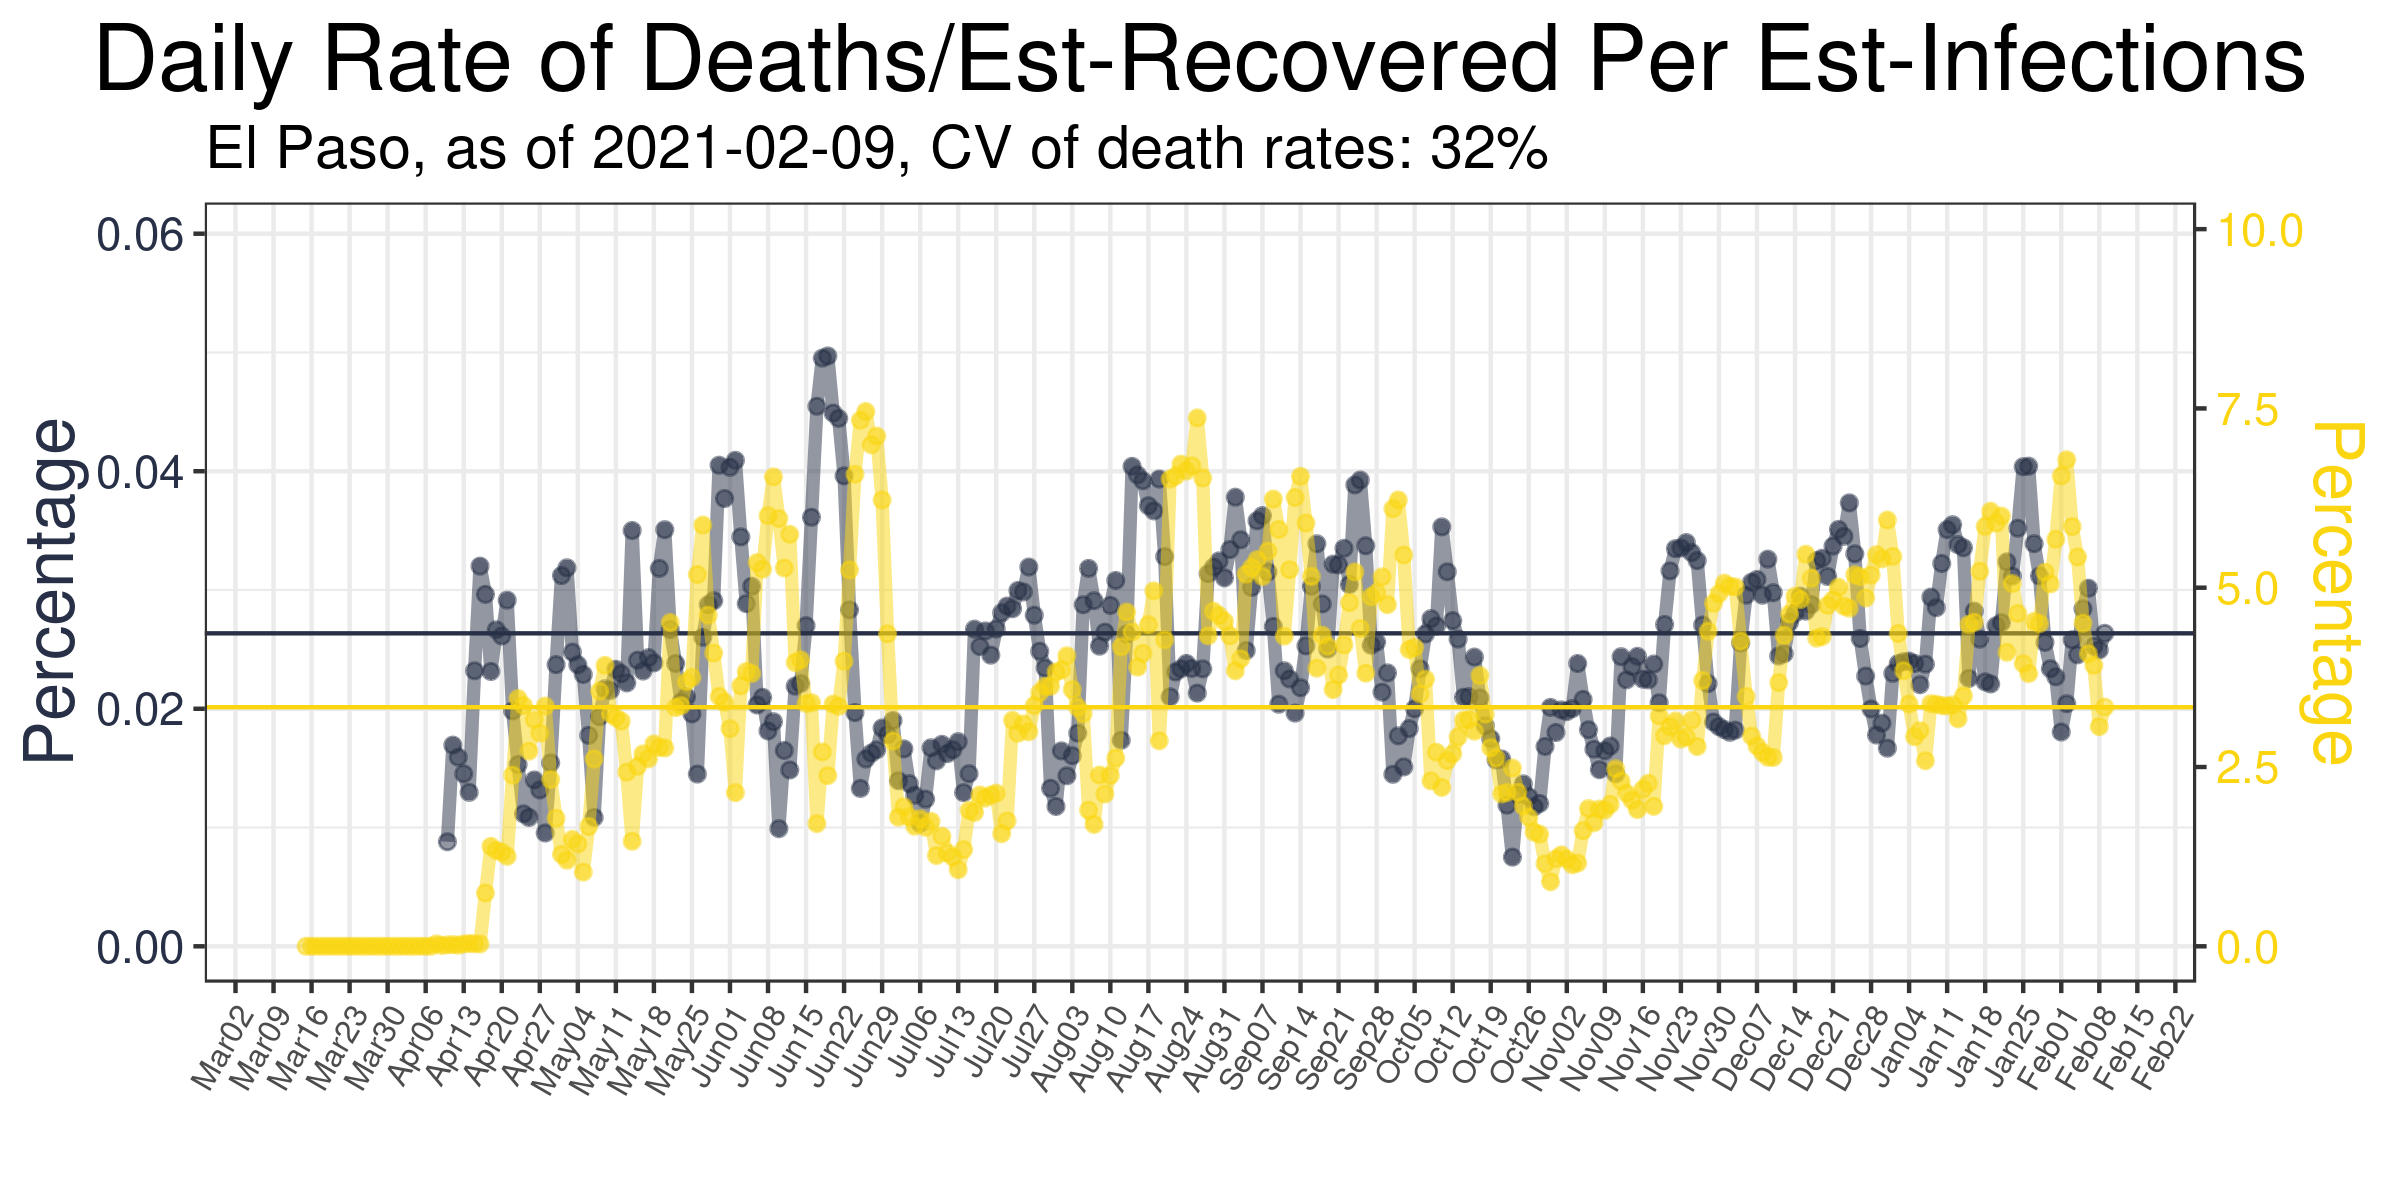 Daily Rate of Deaths/Est-Recovered Per Est-Infections
El Paso, as of 2021-02-09, CV of death rates: 32%
Percentage
0.06
0.04
0.02
0.00
10.0
7.5
5.0
2.5
0.0
Percentage
Mar02
Mar09
Mar16
Mar23
Mar30
Apr06
Apr13
Apr20
Apr27
May04
May11
May18
May25
Jun01
Jun08
Jun15
Jun22
Jun29
Jul06
Jul13
Jul20
Jul27
Aug03
Aug10
Aug17
Aug24
Aug31
Sep07
Sep14
Sep21
Sep28
Oct05
Oct12
Oct19
Oct26
Nov02
Nov09
Nov16
Nov23
Nov30
Dec07
Dec14
Dec21
Dec28
Jan04
Jan11
Jan18
Jan25
Feb01
Feb08
Feb15
Feb22